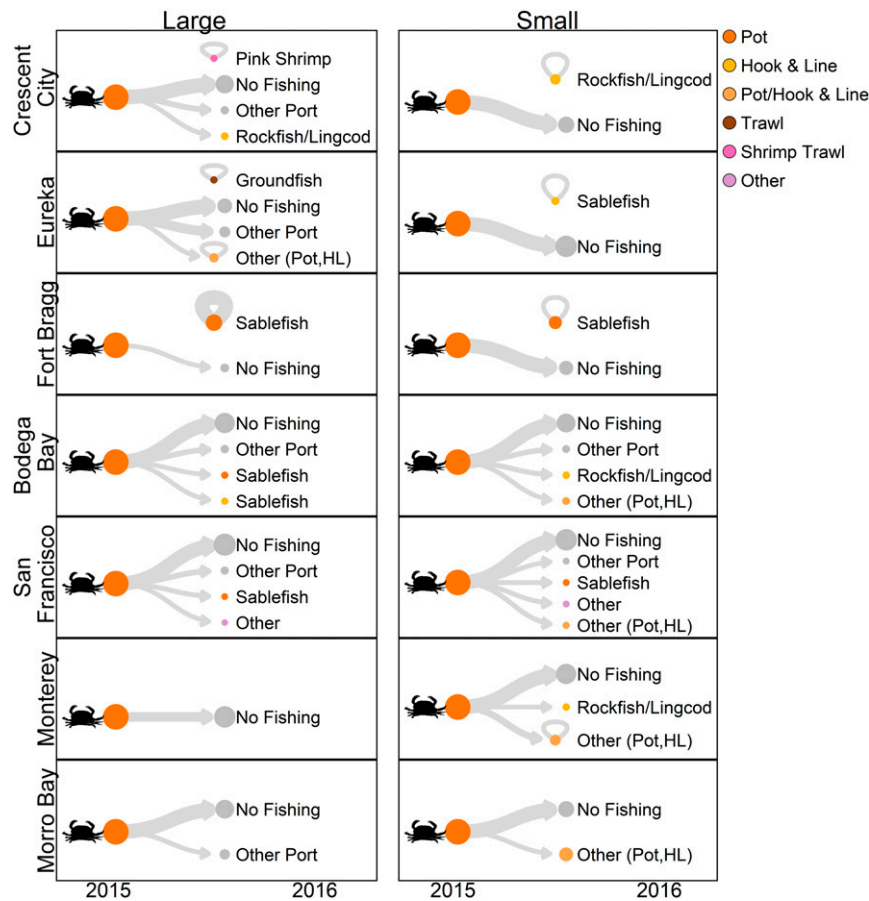 Large
Small
Pot
Hook & Line
Pot/Hook & Line
Trawl
Shrimp Trawl
Other
Crescent
City
Pink Shrimp
No Fishing
Other Port
Rockfish/Lingcod
Rockfish/Lingcod
No Fishing
Eureka
Groundfish
No Fishing
Other Port
Other (Pot,HL)
Sablefish
No Fishing
Fort Bragg
Sablefish
No Fishing
Sablefish
No Fishing
Bodega
Bay
No Fishing
Other Port
Sablefish
Sablefish
No Fishing
Other Port
Rockfish/Lingcod
Other (Pot,HL)
San
Francisco
No Fishing
Other Port
Sablefish
Other
No Fishing
Other Port
Sablefish
Other
Other (Pot,HL)
Monterey
No Fishing
No Fishing
Rockfish/Lingcod
Other (Pot,HL)
Morro Bay
No Fishing
Other Port
No Fishing
Other (Pot,HL)
2015
2016
2015
2016